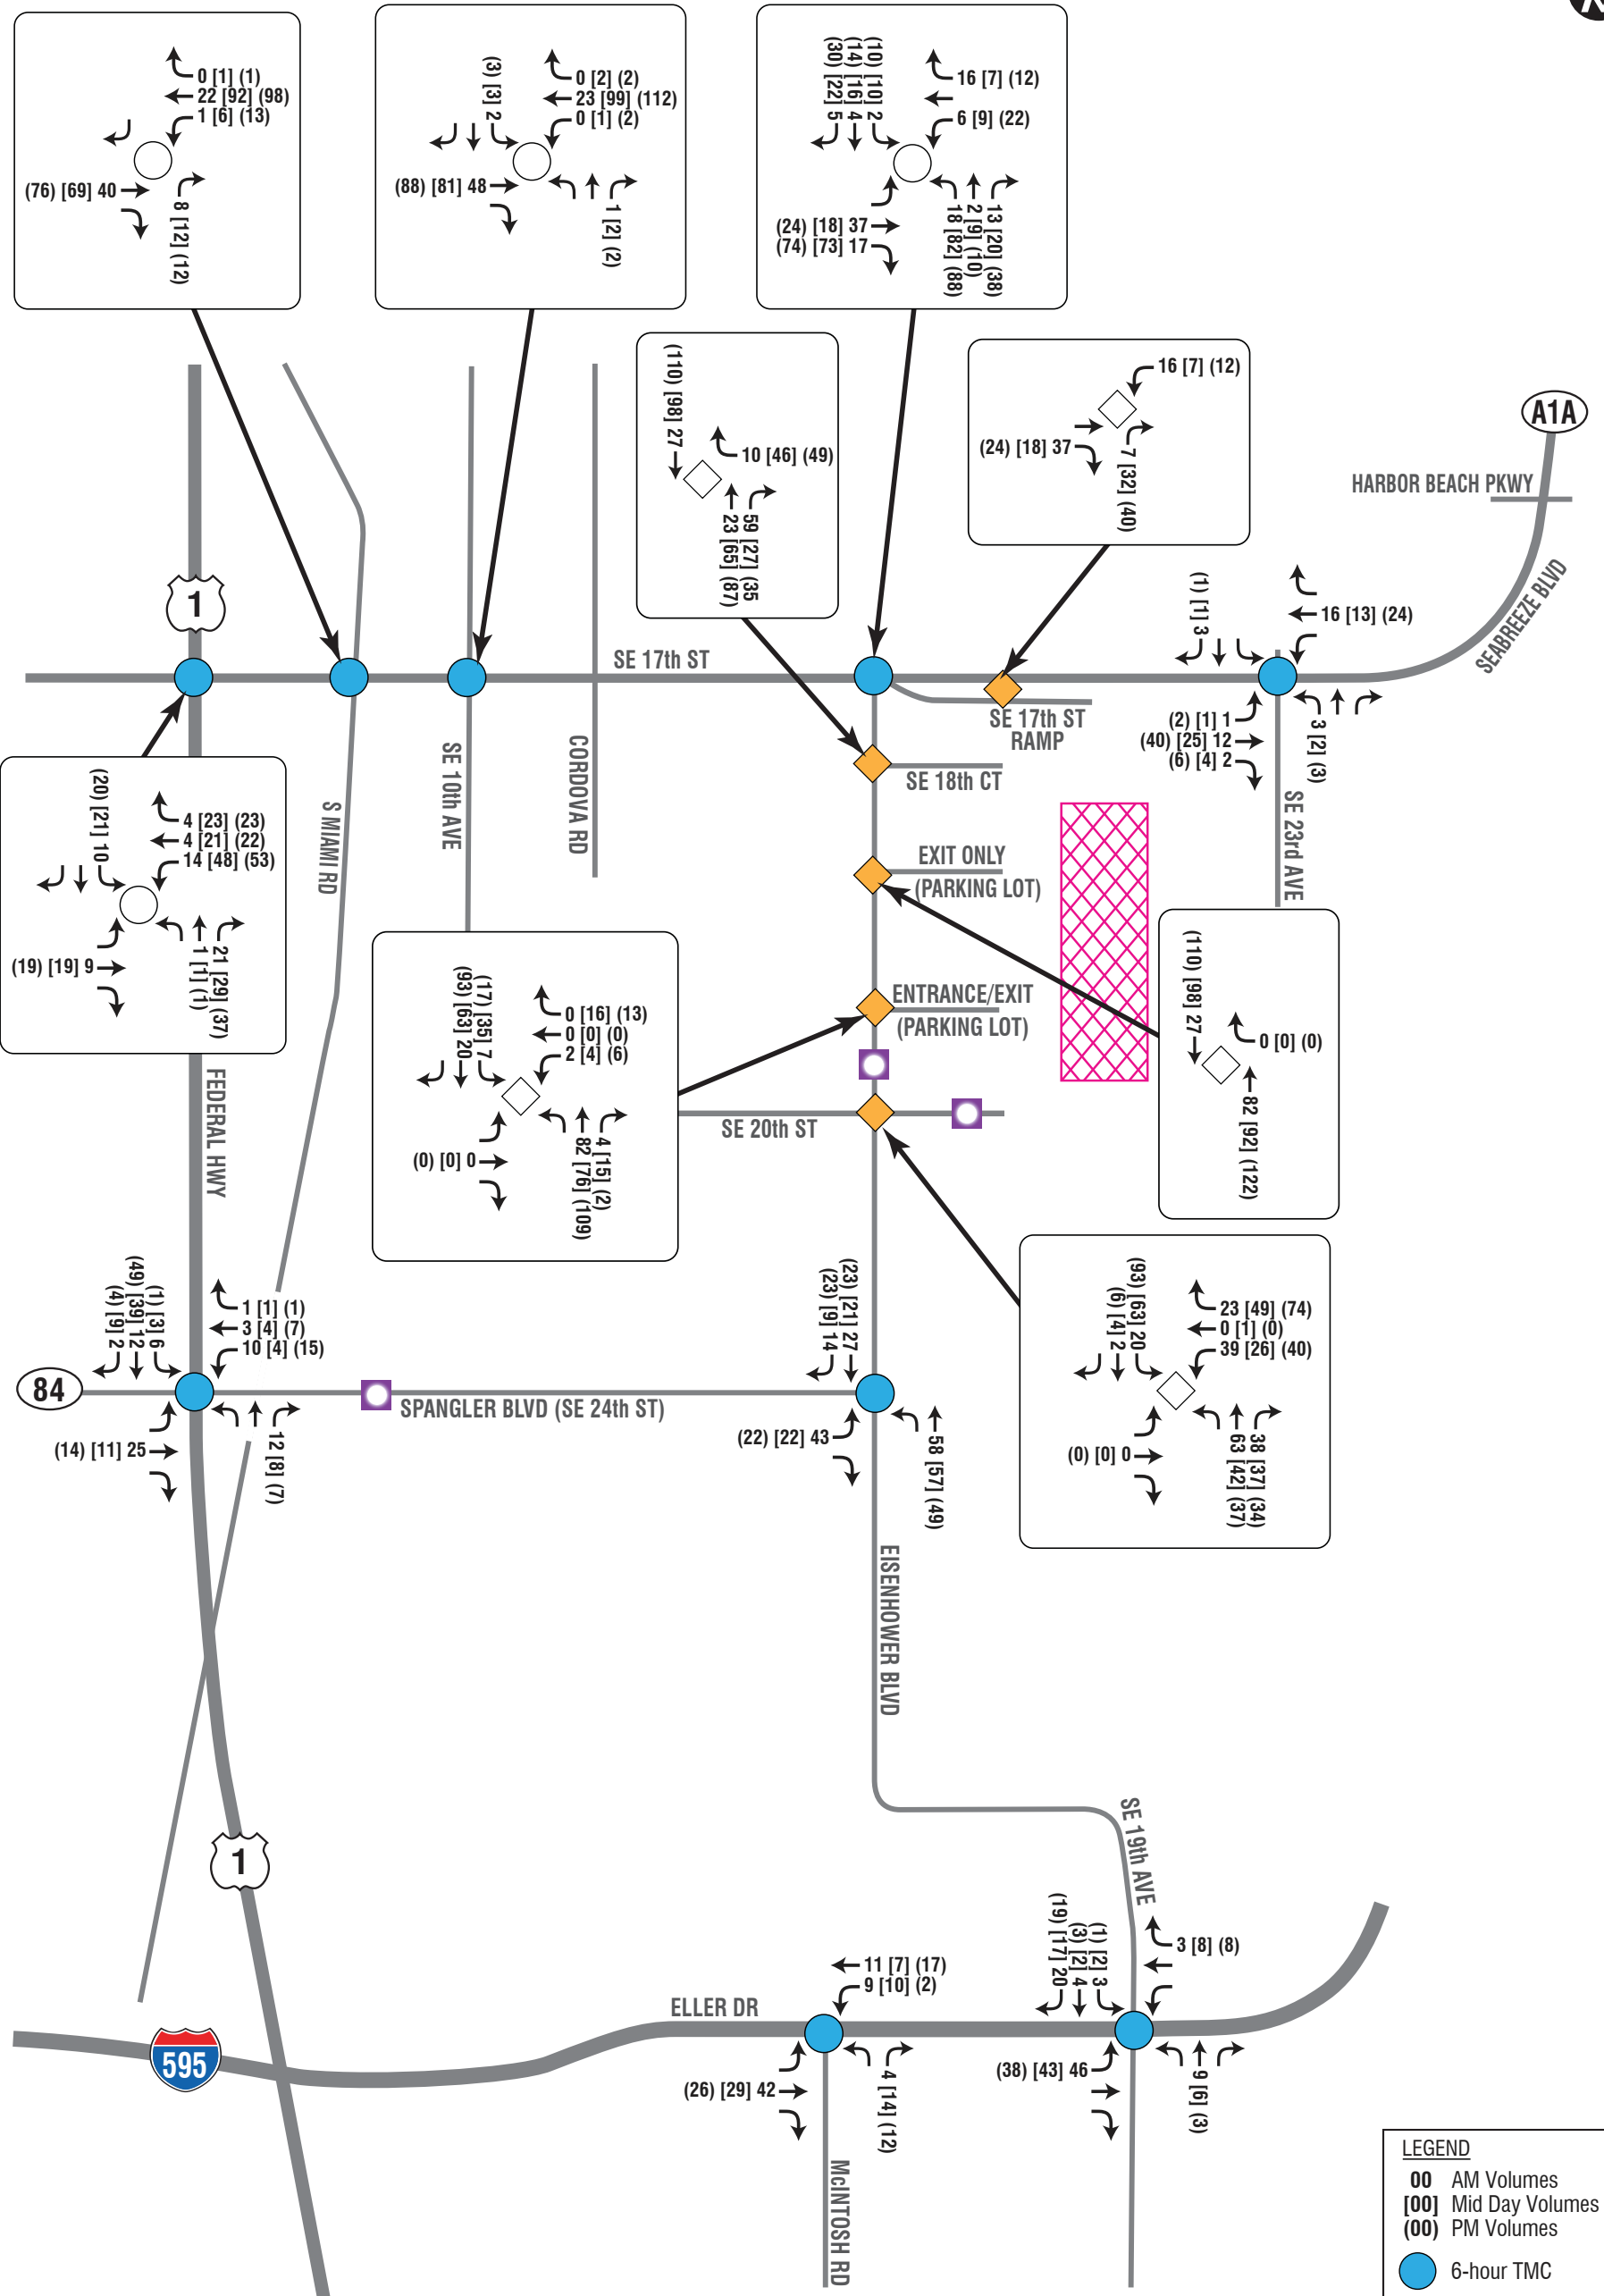 0 [1] (1)
22 [92] (98)
1 [6] (13)
(76) [69] 40
8 [12] (12)
(3) [3] 2
0 [2] (2)
23 [99] (112)
0 [1] (2)
(88) [81] 48
1 [2] (2)
(10) [10] 2
(14) [16] 4
(30) [22] 5
16 [7] (12)
6 [9] (22)
(24) [18] 37
(74) [73] 17
13 [20] (38)
2 [9] (10)
18 [82] (88)
(110) [98] 27
10 [46] (49)
59 [27] (35
23 [65] (87)
16 [7] (12)
(24) [18] 37
7 [32] (40)
A1A
HARBOR BEACH PKWY
SEABREEZE BLVD
1
SE 17th ST
(1) [1] 3
16 [13] (24)
(2) [1] 1
(40) [25] 12
(6) [4] 2
3 [2] (3)
SE 17th ST
RAMP
SE 18th CT
S MIAMI RD
SE 10th AVE
CORDOVA RD
SE 23rd AVE
EXIT ONLY
(PARKING LOT)
ENTRANCE/EXIT
(PARKING LOT)
(20) [21] 10
4 [23] (23)
4 [21] (22)
14 [48] (53)
(19) [19] 9
21 [29] (37)
1 [1] (1)
(17) [35] 7
(93) [63] 20
0 [16] (13)
0 [0] (0)
2 [4] (6)
(0) [0] 0
4 [15] (2)
82 [76] (109)
(110) [98] 27
0 [0] (0)
82 [92] (122)
FEDERAL HWY
SE 20th ST
(1) [3] 6
(49) [39] 12
(4) [9] 2
1 [1] (1)
3 [4] (7)
10 [4] (15)
84
SPANGLER BLVD (SE 24th ST)
(14) [11] 25
12 [8] (7)
(23) [21] 27
(23) [9] 14
(22) [22] 43
58 [57] (49)
(93) [63] 20
(6) [4] 2
23 [49] (74)
0 [1] (0)
39 [26] (40)
(0) [0] 0
38 [37] (34)
63 [42] (37)
EISENHOWER BLVD
SE 19th AVE
1
595
ELLER DR
11 [7] (17)
9 [10] (2)
(26) [29] 42
4 [14] (12)
(1) [2] 3
(3) [2] 4
(19) [17] 20
3 [8] (8)
(38) [43] 46
9 [6] (3)
McINTOSH RD
LEGEND
00 AM Volumes
[00] Mid Day Volumes
(00) PM Volumes
6-hour TMC